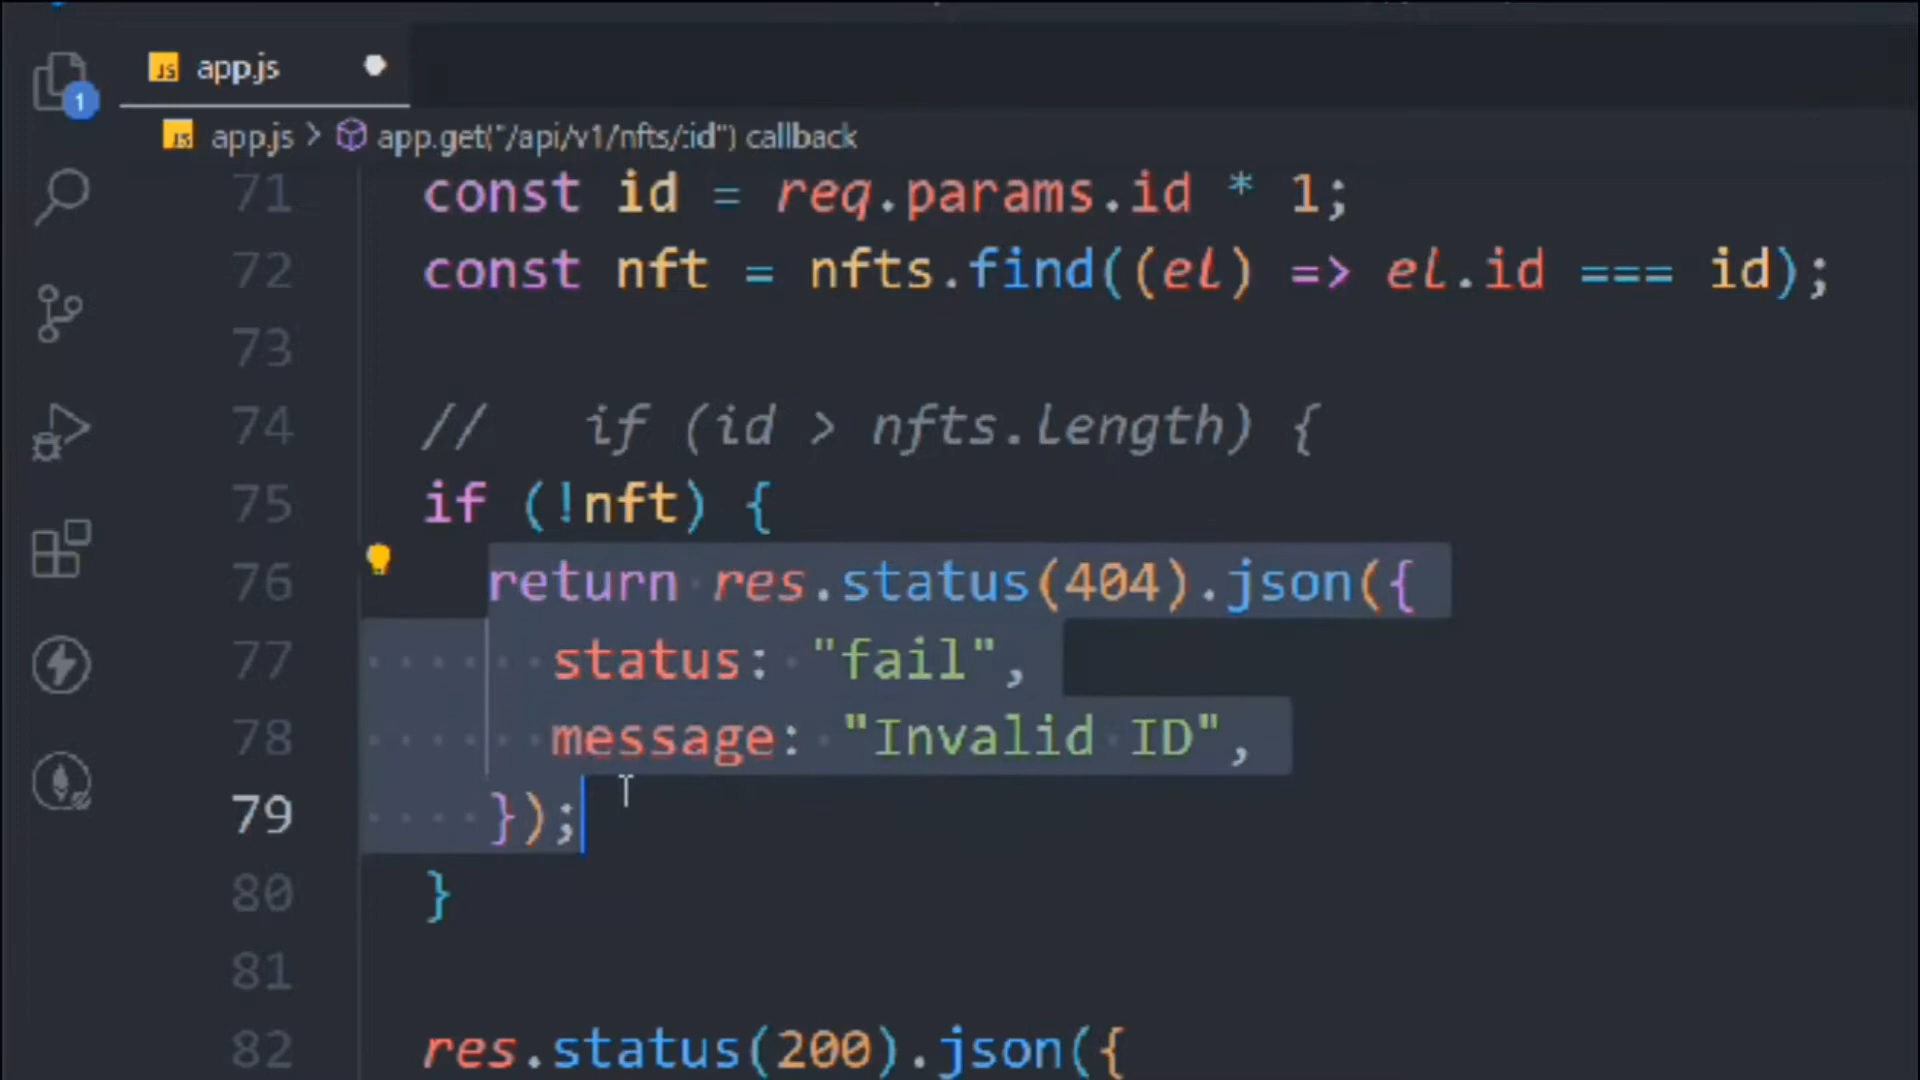 JS app.js
1
JS app.js > app.get("/api/v1/nfts/:id") callback
71 const id = req.params.id * 1;
72 const nft = nfts.find((el) => el.id === id);
73
74 //   if (id > nfts.length) {
75 if (!nft) {
76 return res.status(404).json({
77 status: "fail",
78 message: "Invalid ID",
79 });
80 }
81
82 res.status(200).json({